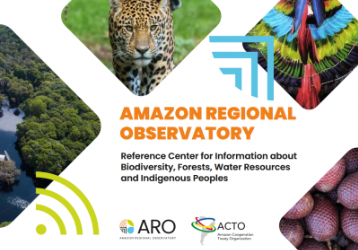 AMAZON REGIONAL
OBSERVATORY
Reference Center for Information about
Biodiversity, Forests, Water Resources
and Indigenous Peoples
ARO
AMAZON REGIONAL OBSERVATORY
ACTO
Amazon Cooperation
Treaty Organization